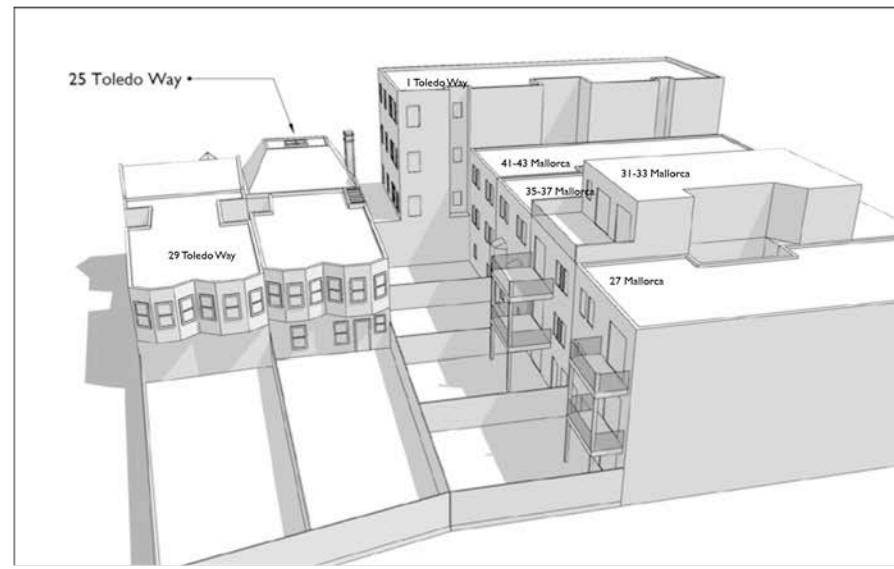 25 Toledo Way
1 Toledo Way
41-43 Mallorca
31-33 Mallorca
35-37 Mallorca
29 Toledo Way
27 Mallorca